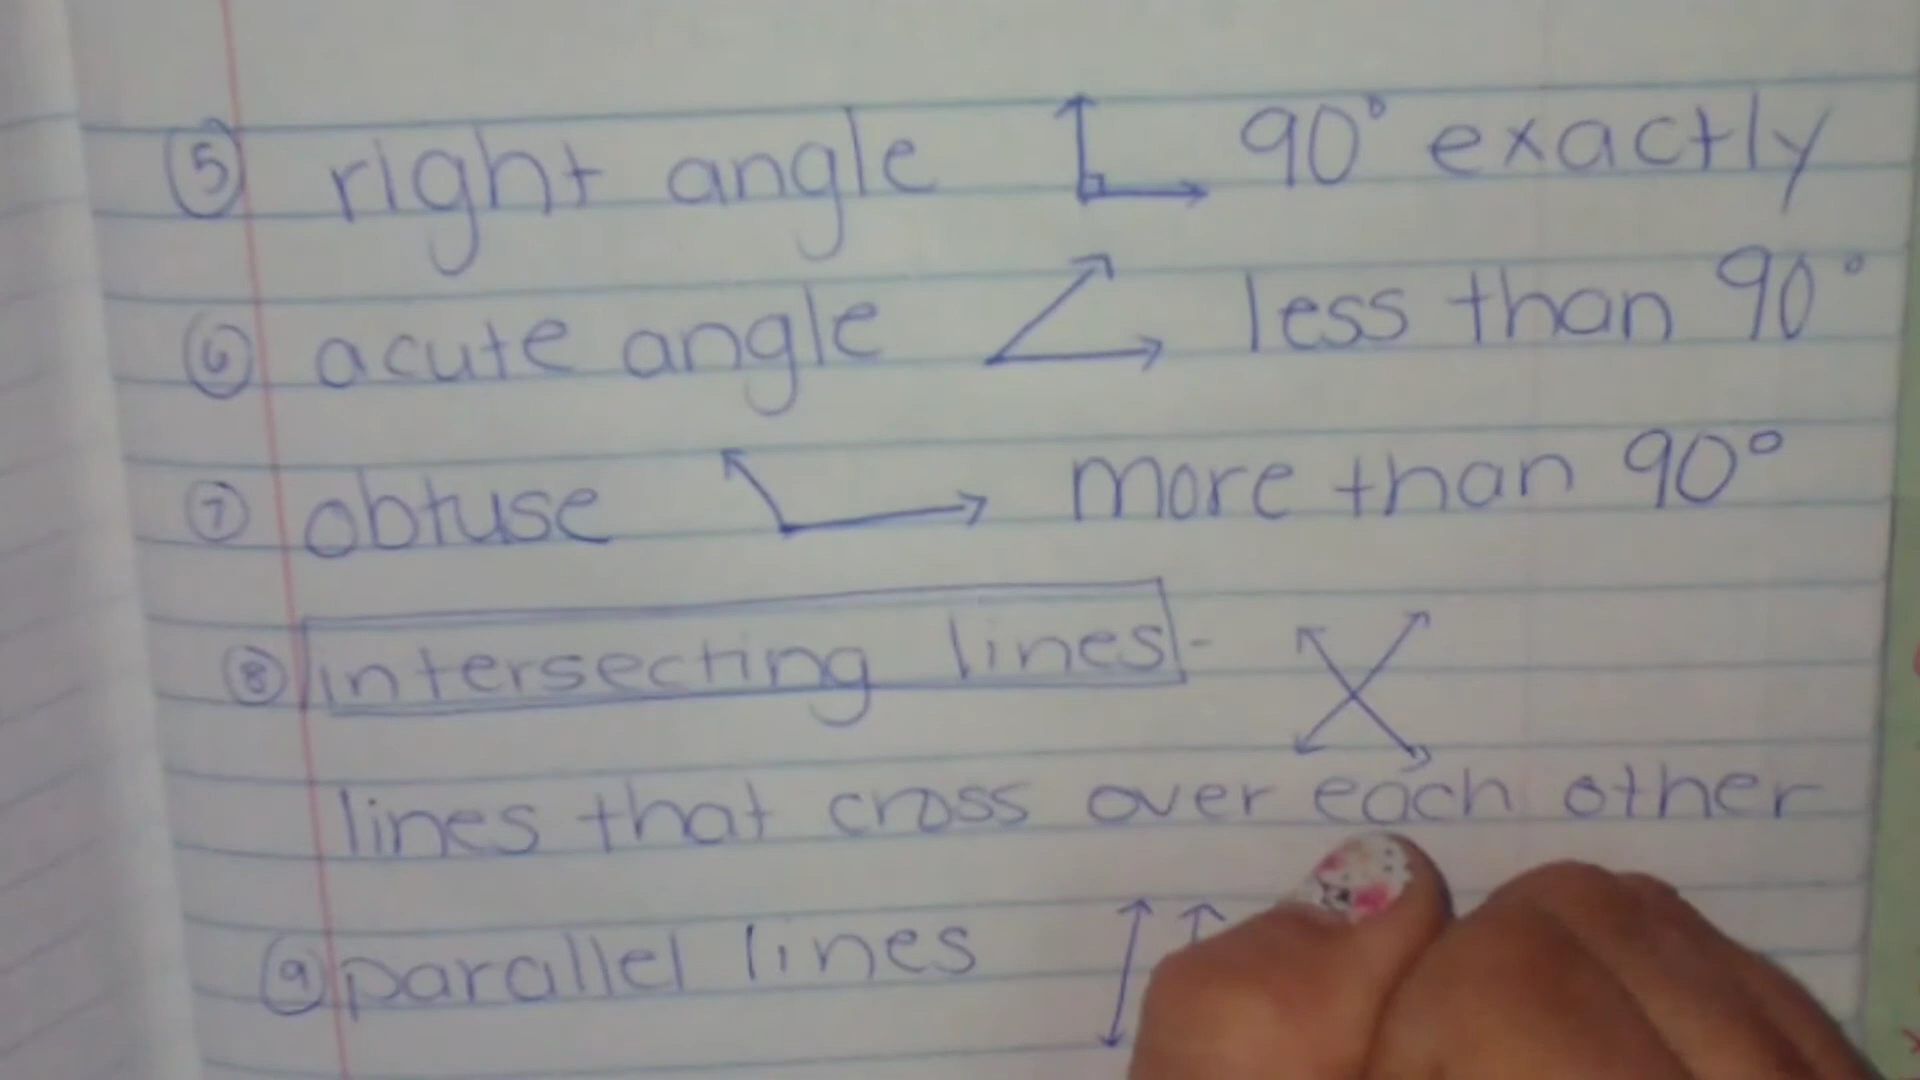 ⑤ right angle 90° exactly
⑥ acute angle less than 90°
⑦ obtuse more than 90°
⑧ intersecting lines -
lines that cross over each other
⑨ parallel lines